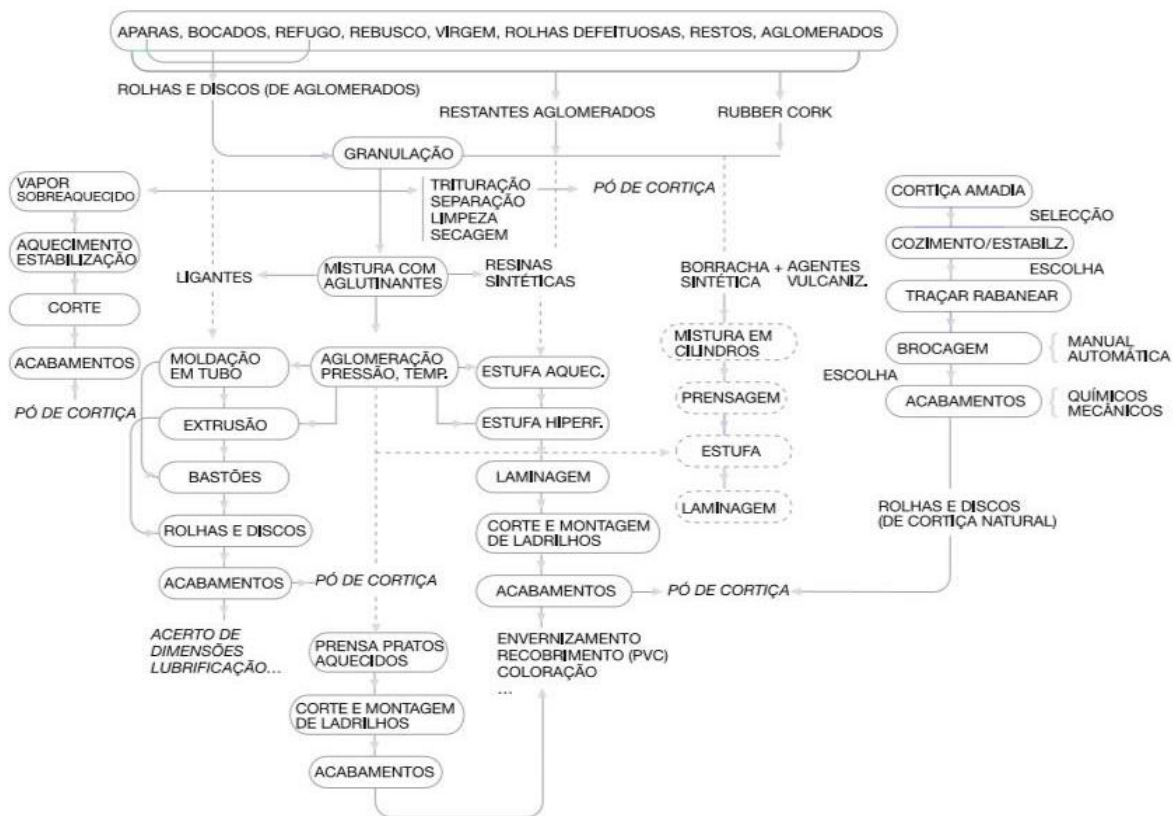 APARAS, BOCADOS, REFUGO, REBUSCO, VIRGEM, ROLHAS DEFEITUOSAS, RESTOS, AGLOMERADOS
ROLHAS E DISCOS (DE AGLOMERADOS)
RESTANTES AGLOMERADOS
RUBBER CORK
GRANULAÇÃO
VAPOR
SOBREAQUECIDO
TRITURAÇÃO
SEPARAÇÃO
LIMPEZA
SECAGEM
PÓ DE CORTIÇA
AQUECIMENTO
ESTABILIZAÇÃO
CORTE
ACABAMENTOS
PÓ DE CORTIÇA
LIGANTES
MISTURA COM
AGLUTINANTES
RESINAS
SINTÉTICAS
BORRACHA + AGENTES
SINTÉTICA VULCANIZ.
MOLDAÇÃO
EM TUBO
AGLOMERAÇÃO
PRESSÃO, TEMP.
ESTUFA AQUEC.
EXTRUSÃO
ESTUFA HIPERF.
BASTÕES
LAMINAGEM
ROLHAS E DISCOS
CORTE E MONTAGEM
DE LADRILHOS
ACABAMENTOS
PÓ DE CORTIÇA
ACABAMENTOS
PÓ DE CORTIÇA
ACERTO DE
DIMENSÕES
LUBRIFICAÇÃO...
PRENSA PRATOS
AQUECIDOS
ENVERNIZAMENTO
RECOBRIMENTO (PVC)
COLORAÇÃO
...
CORTE E MONTAGEM
DE LADRILHOS
ACABAMENTOS
MISTURA EM
CILINDROS
PRENSAGEM
ESTUFA
LAMINAGEM
CORTIÇA AMADIA
SELECÇÃO
COZIMENTO/ESTABILZ.
ESCOLHA
TRAÇAR RABANEAR
BROCAGEM
MANUAL
AUTOMÁTICA
ESCOLHA
ACABAMENTOS
QUÍMICOS
MECÂNICOS
ROLHAS E DISCOS
(DE CORTIÇA NATURAL)